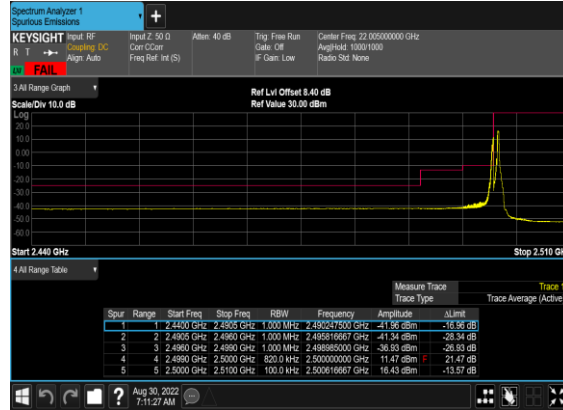 Spectrum Analyzer 1
Spurious Emissions
KEYSIGHT Input: RF Input Z: 50 Ω Atten: 40 dB Trig: Free Run Center Freq: 22.005000000 GHz
R T Coupling: DC Corr CCorr Gate: Off Avg|Hold: 1000/1000
Align: Auto Freq Ref: Int (S) IF Gain: Low Radio Std: None
FAIL
3 All Range Graph Ref Lvl Offset 8.40 dB
Scale/Div 10.0 dB Ref Value 30.00 dBm
Log
20.0
10.0
0.00
-10.0
-20.0
-30.0
-40.0
-50.0
-60.0
Start 2.440 GHz Stop 2.510 GH
4 All Range Table
Measure Trace Trace 1
Trace Type Trace Average (Active
Spur Range Start Freq Stop Freq RBW Frequency Amplitude ΔLimit
1 1 2.4400 GHz 2.4905 GHz 1.000 MHz 2.490247500 GHz -41.96 dBm -16.96 dB
2 2 2.4905 GHz 2.4960 GHz 1.000 MHz 2.495816667 GHz -41.34 dBm -28.34 dB
3 3 2.4960 GHz 2.4990 GHz 1.000 MHz 2.498985000 GHz -36.93 dBm -26.93 dB
4 4 2.4990 GHz 2.5000 GHz 820.0 kHz 2.500000000 GHz 11.47 dBm F 21.47 dB
5 5 2.5000 GHz 2.5100 GHz 100.0 kHz 2.500616667 GHz 16.43 dBm -13.57 dB
? Aug 30, 2022
7:11:27 AM